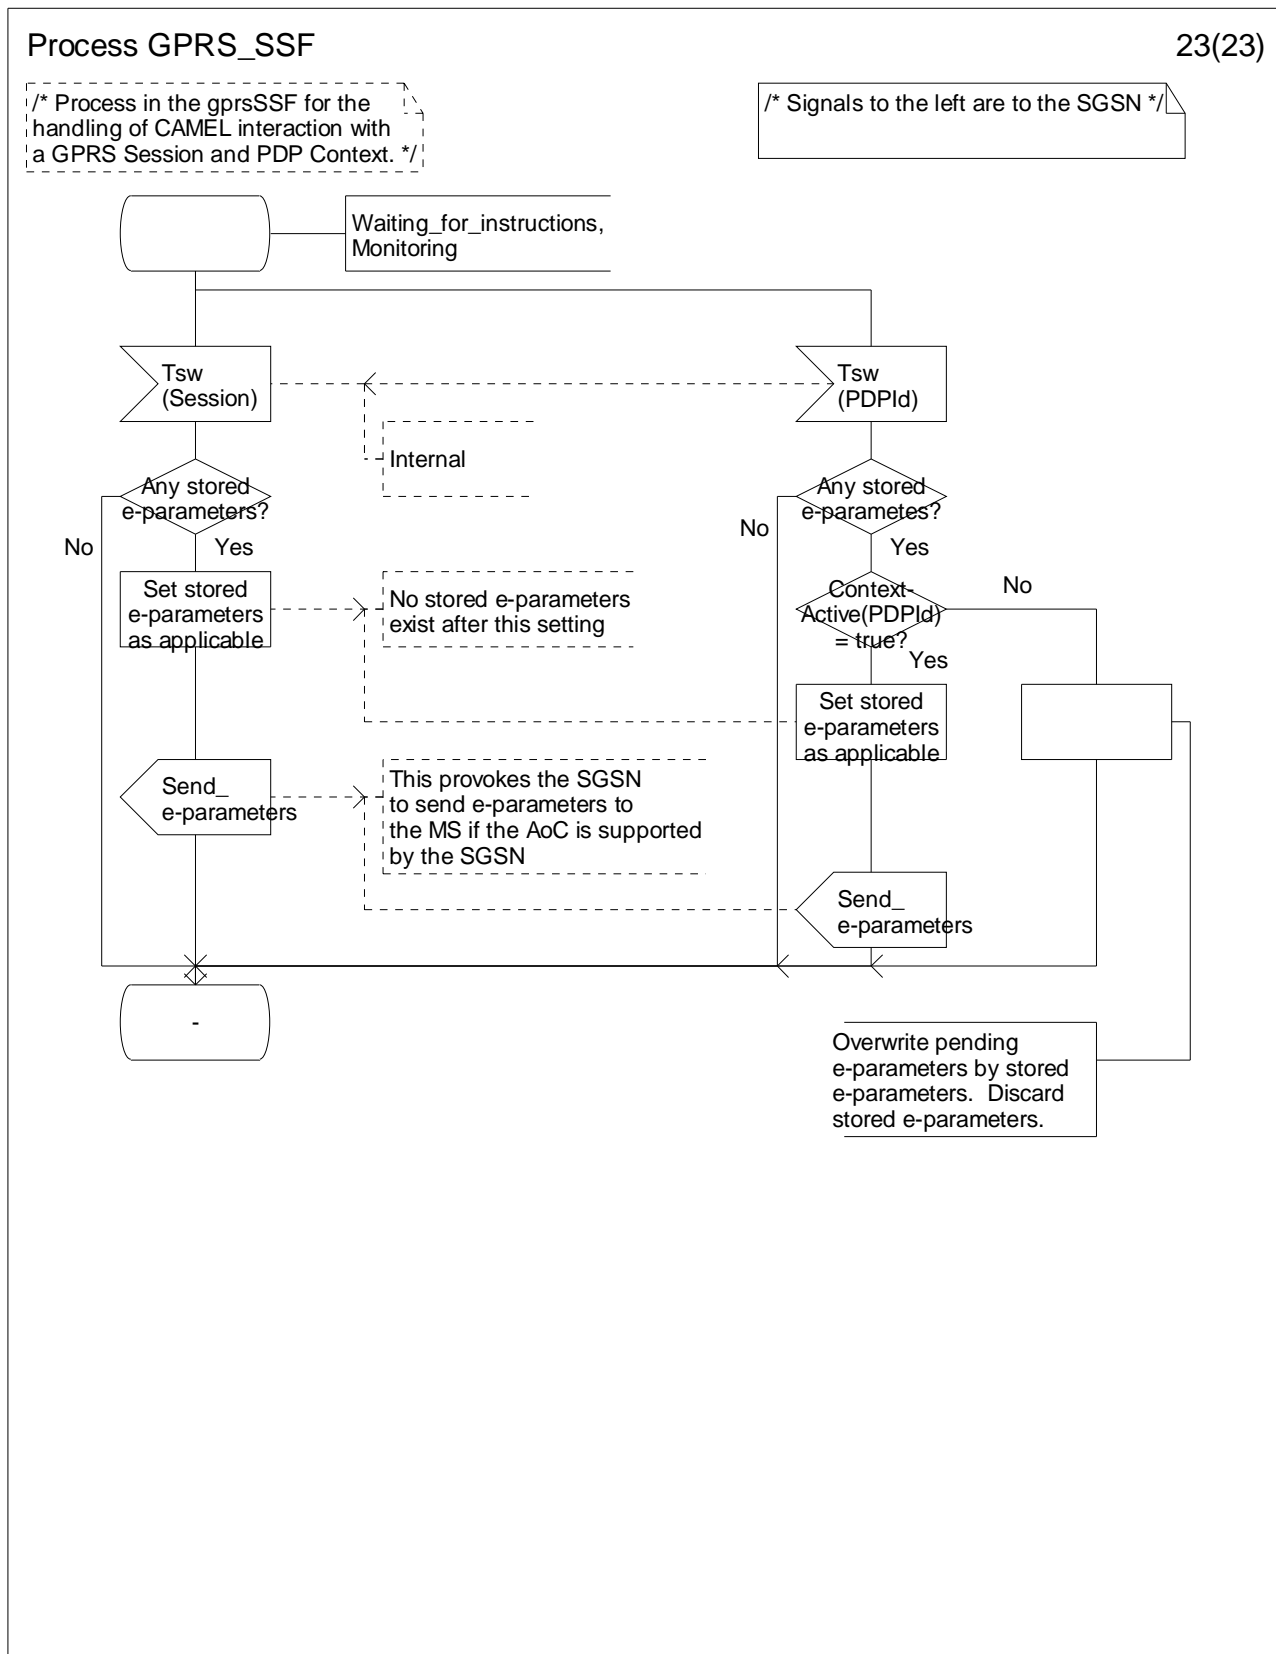 Process GPRS_SSF
23(23)
/* Process in the gprsSSF for the
handling of CAMEL interaction with
a GPRS Session and PDP Context. */
/* Signals to the left are to the SGSN */
Waiting_for_instructions,
Monitoring
Tsw
(Session)
Tsw
(PDPId)
Internal
Any stored
e-parameters?
Any stored
e-parametes?
No
Yes
No
Yes
Set stored
e-parameters
as applicable
No stored e-parameters
exist after this setting
Context-
Active(PDPId)
= true?
No
Yes
Set stored
e-parameters
as applicable
Send_
e-parameters
This provokes the SGSN
to send e-parameters to
the MS if the AoC is supported
by the SGSN
Send_
e-parameters
-
Overwrite pending
e-parameters by stored
e-parameters.  Discard
stored e-parameters.